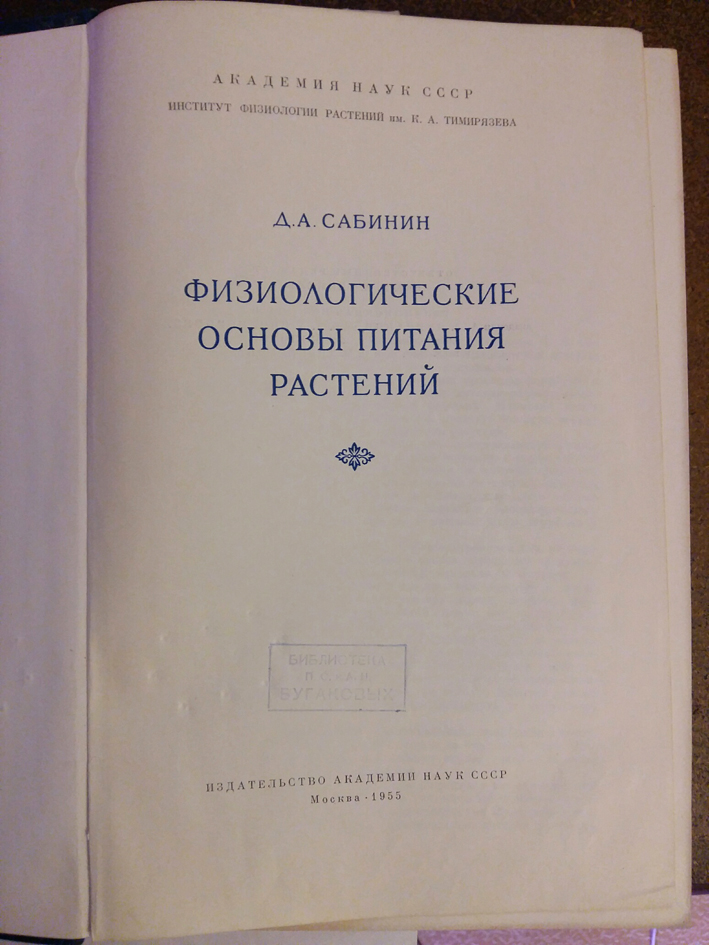 АКАДЕМИЯ НАУК СССР
ИНСТИТУТ ФИЗИОЛОГИИ РАСТЕНИЙ им. К. А. ТИМИРЯЗЕВА
Д. А. САБИНИН
ФИЗИОЛОГИЧЕСКИЕ
ОСНОВЫ ПИТАНИЯ
РАСТЕНИЙ
БИБЛИОТЕКА
БУГАКОВЫХ
ИЗДАТЕЛЬСТВО АКАДЕМИИ НАУК СССР
Москва · 1955